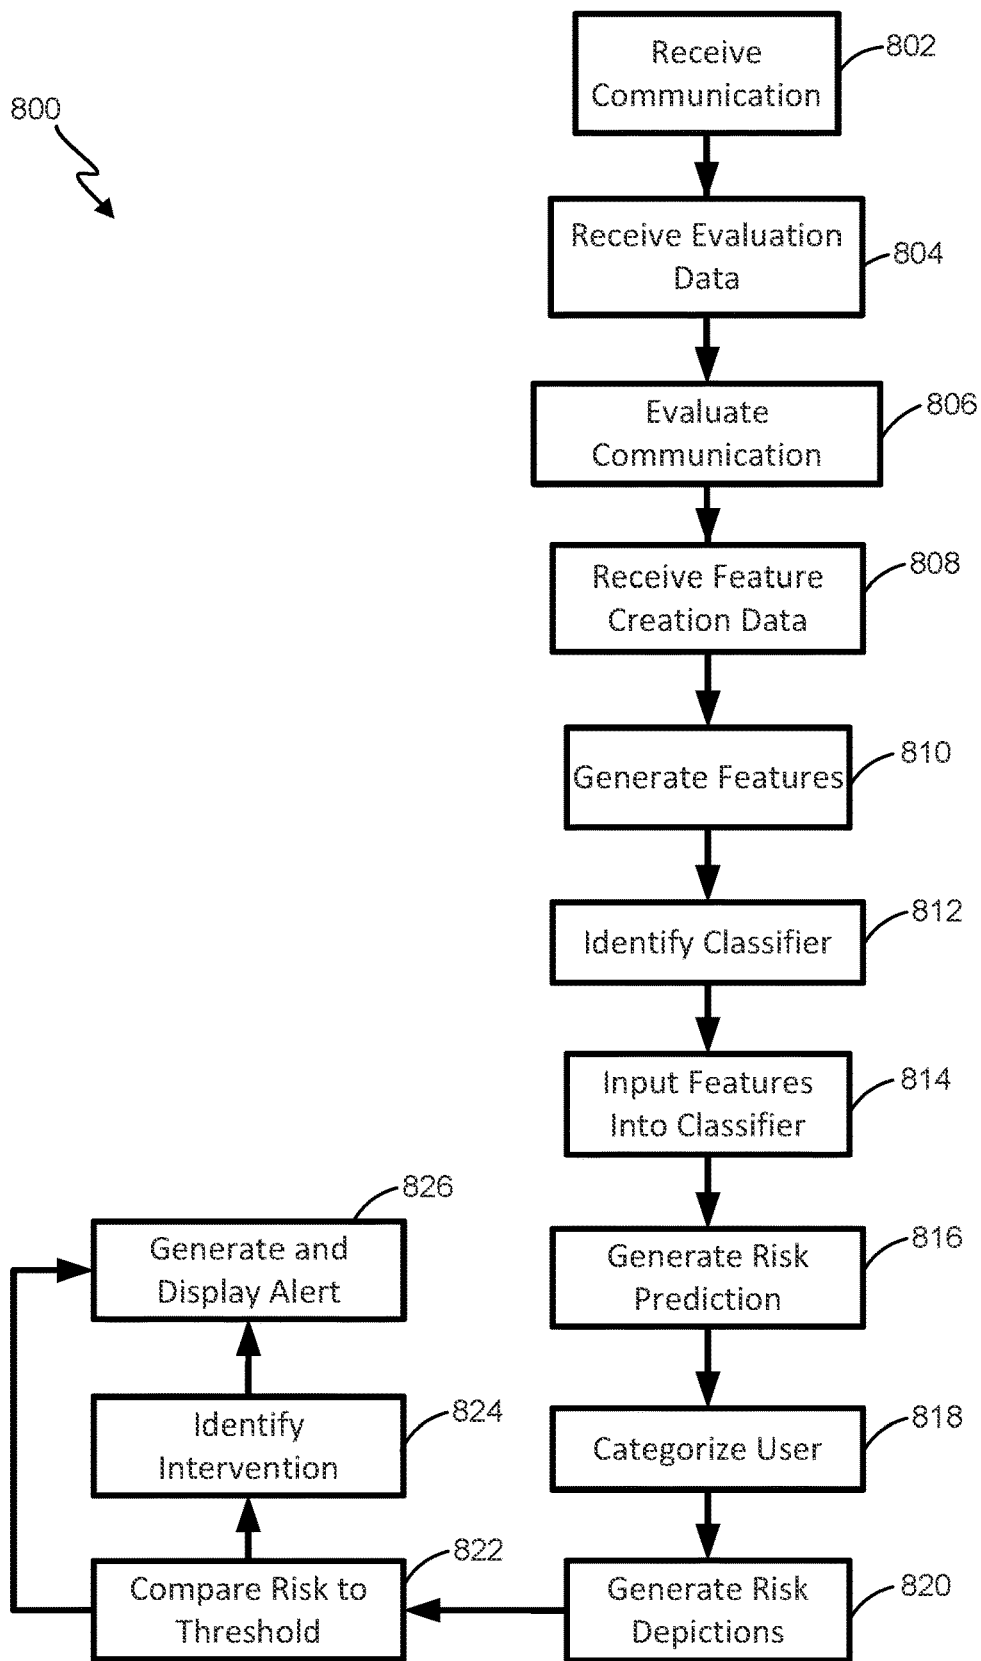 802
Receive
Communication
800
Receive Evaluation
Data
804
Evaluate
Communication
806
Receive Feature
Creation Data
808
Generate Features
810
Identify Classifier
812
Input Features
Into Classifier
814
Generate Risk
Prediction
816
Categorize User
818
Generate Risk
Depictions
820
Compare Risk to
Threshold
822
Identify
Intervention
824
Generate and
Display Alert
826